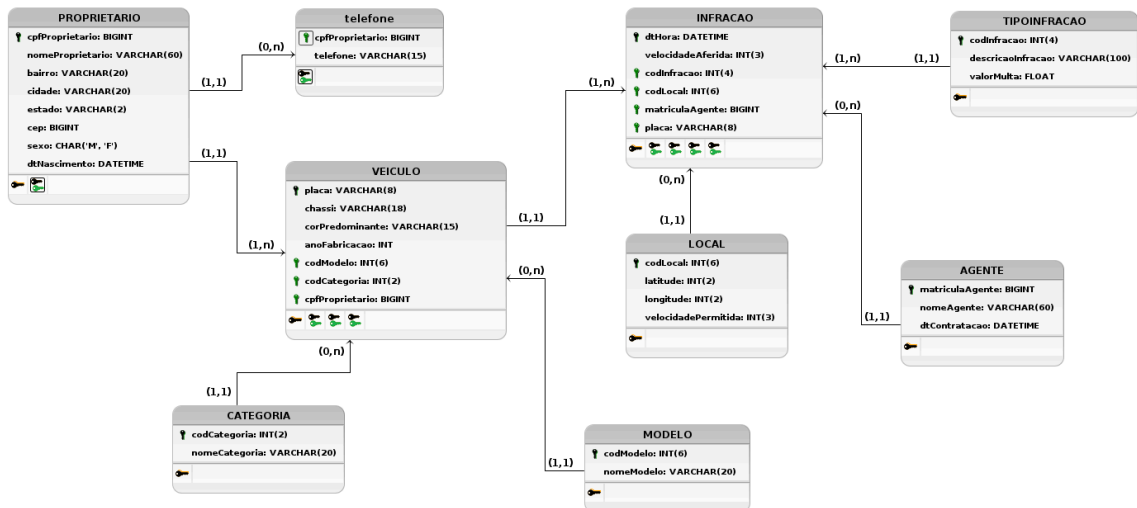 PROPRIETARIO
cpfProprietario: BIGINT
nomeProprietario: VARCHAR(60)
bairro: VARCHAR(20)
cidade: VARCHAR(20)
estado: VARCHAR(2)
cep: BIGINT
sexo: CHAR('M', 'F')
dtNascimento: DATETIME
(1,1)
(0,n)
telefone
cpfProprietario: BIGINT
telefone: VARCHAR(15)
(1,1)
(1,n)
VEICULO
placa: VARCHAR(8)
chassi: VARCHAR(18)
corPredominante: VARCHAR(15)
anoFabricacao: INT
codModelo: INT(6)
codCategoria: INT(2)
cpfProprietario: BIGINT
(1,1)
(1,n)
INFRACAO
dtHora: DATETIME
velocidadeAferida: INT(3)
codInfracao: INT(4)
codLocal: INT(6)
matriculaAgente: BIGINT
placa: VARCHAR(8)
(1,n)
(1,1)
TIPOINFRACAO
codInfracao: INT(4)
descricaoInfracao: VARCHAR(100)
valorMulta: FLOAT
(0,n)
(1,1)
(0,n)
(1,1)
LOCAL
codLocal: INT(6)
latitude: INT(2)
longitude: INT(2)
velocidadePermitida: INT(3)
AGENTE
matriculaAgente: BIGINT
nomeAgente: VARCHAR(60)
dtContratacao: DATETIME
(0,n)
(1,1)
CATEGORIA
codCategoria: INT(2)
nomeCategoria: VARCHAR(20)
(0,n)
(1,1)
MODELO
codModelo: INT(6)
nomeModelo: VARCHAR(20)